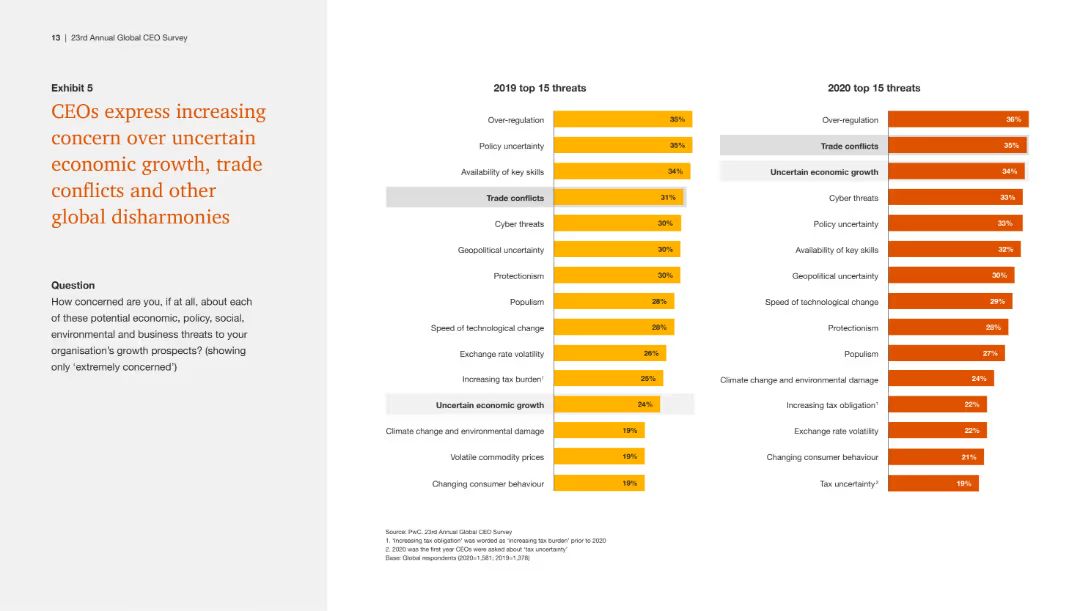 13 | 23rd Annual Global CEO Survey
Exhibit 5
CEOs express increasing
concern over uncertain
economic growth, trade
conflicts and other
global disharmonies
Question
How concerned are you, if at all, about each
of these potential economic, policy, social,
environmental and business threats to your
organisation's growth prospects? (showing
only 'extremely concerned')
2019 top 15 threats
Over-regulation 35%
Policy uncertainty 35%
Availability of key skills 34%
Trade conflicts 31%
Cyber threats 30%
Geopolitical uncertainty 30%
Protectionism 30%
Populism 28%
Speed of technological change 28%
Exchange rate volatility 26%
Increasing tax burden¹ 25%
Uncertain economic growth 24%
Climate change and environmental damage 19%
Volatile commodity prices 19%
Changing consumer behaviour 19%
2020 top 15 threats
Over-regulation 36%
Trade conflicts 35%
Uncertain economic growth 34%
Cyber threats 33%
Policy uncertainty 33%
Availability of key skills 32%
Geopolitical uncertainty 30%
Speed of technological change 29%
Protectionism 28%
Populism 27%
Climate change and environmental damage 24%
Increasing tax obligation¹ 22%
Exchange rate volatility 22%
Changing consumer behaviour 21%
Tax uncertainty² 19%
Source: PwC, 23rd Annual Global CEO Survey
1. 'Increasing tax obligation' was worded as 'increasing tax burden' prior to 2020
2. 2020 was the first year CEOs were asked about 'tax uncertainty'
Base: Global respondents (2020=1,581; 2019=1,378)